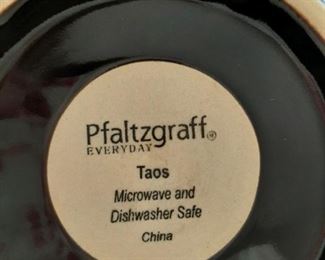 Pfaltzgraff®
EVERYDAY
Taos
Microwave and
Dishwasher Safe
China